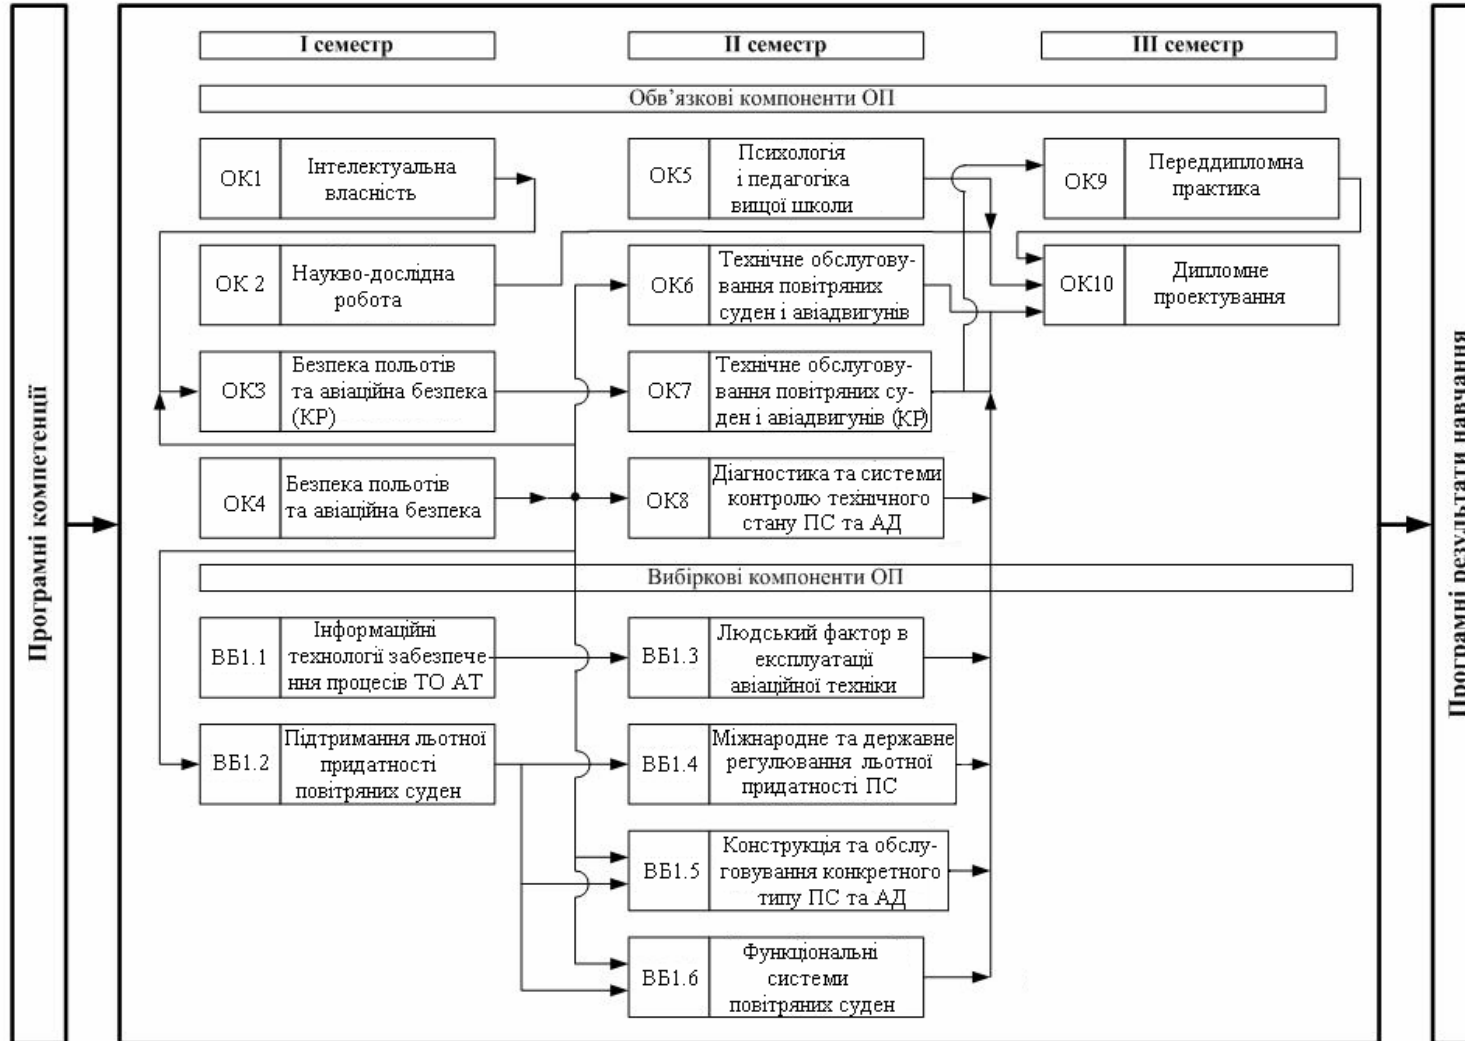 Програмні компетенції
I семестр
II семестр
III семестр
Обв’язкові компоненти ОП
ОК1
Інтелектуальна
власність
ОК5
Психологія
і педагогіка
вищої школи
ОК9
Переддипломна
практика
ОК 2
Науково-дослідна
робота
ОК6
Технічне обслугову-
вання повітряних
суден і авіадвигунів
ОК10
Дипломне
проектування
ОК3
Безпека польотів
та авіаційна безпека
(КР)
ОК7
Технічне обслугову-
вання повітряних су-
ден і авіадвигунів (КР)
ОК4
Безпека польотів
та авіаційна безпека
ОК8
Діагностика та системи
контролю технічного
стану ПС та АД
Вибіркові компоненти ОП
ВБ1.1
Інформаційні
технології забезпече-
ння процесів ТО АТ
ВБ1.3
Людський фактор в
експлуатації
авіаційної техніки
ВБ1.2
Підтримання льотної
придатності
повітряних суден
ВБ1.4
Міжнародне та державне
регулювання льотної
придатності ПС
ВБ1.5
Конструкція та обслу-
говування конкретного
типу ПС та АД
ВБ1.6
Функціональні
системи
повітряних суден
Програмні результати навчання